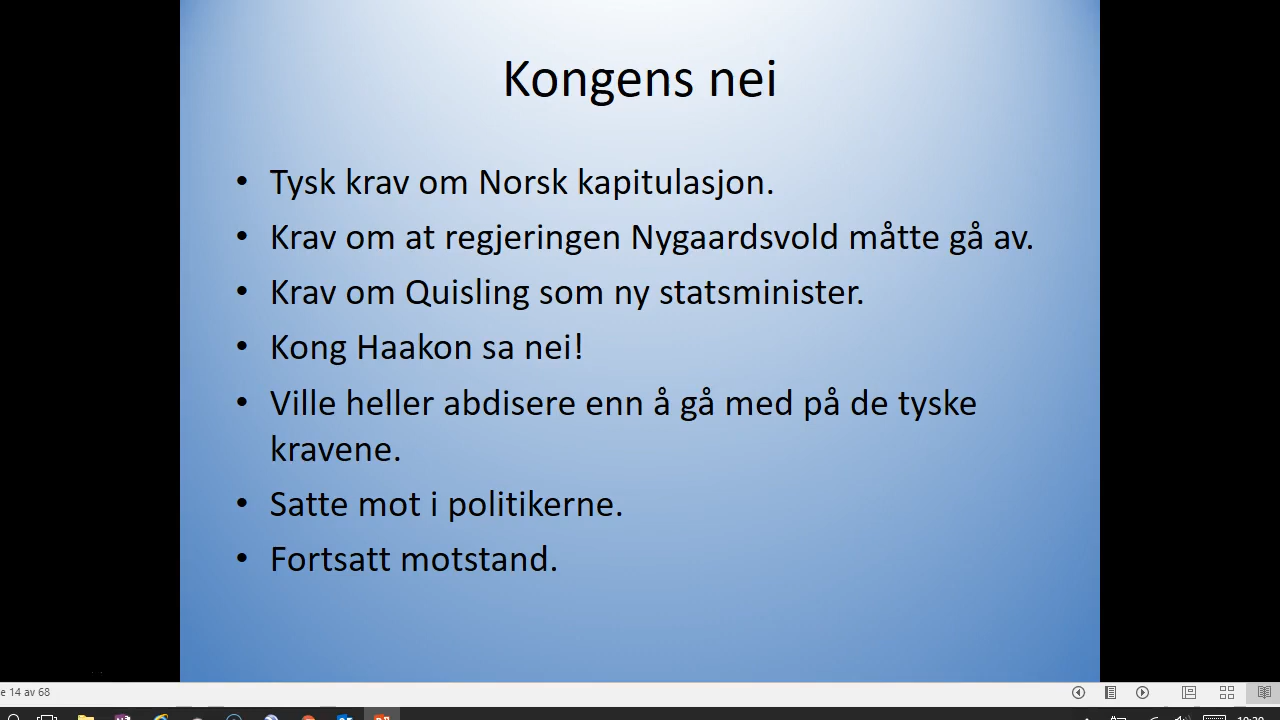 Kongens nei
• Tysk krav om Norsk kapitulasjon.
• Krav om at regjeringen Nygaardsvold måtte gå av.
• Krav om Quisling som ny statsminister.
• Kong Haakon sa nei!
• Ville heller abdisere enn å gå med på de tyske
kravene.
• Satte mot i politikerne.
• Fortsatt motstand.
e 14 av 68